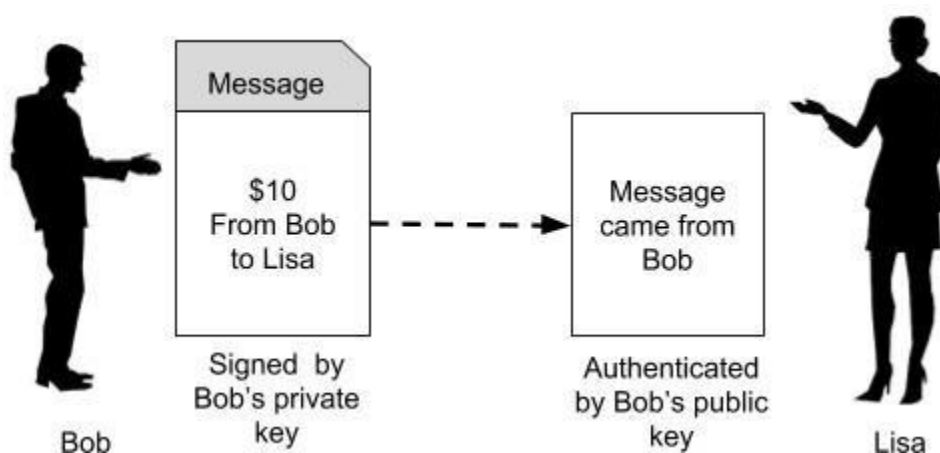 Message
$10
From Bob
to Lisa
Signed by
Bob's private
key
Message
came from
Bob
Authenticated
by Bob's public
key
Bob
Lisa